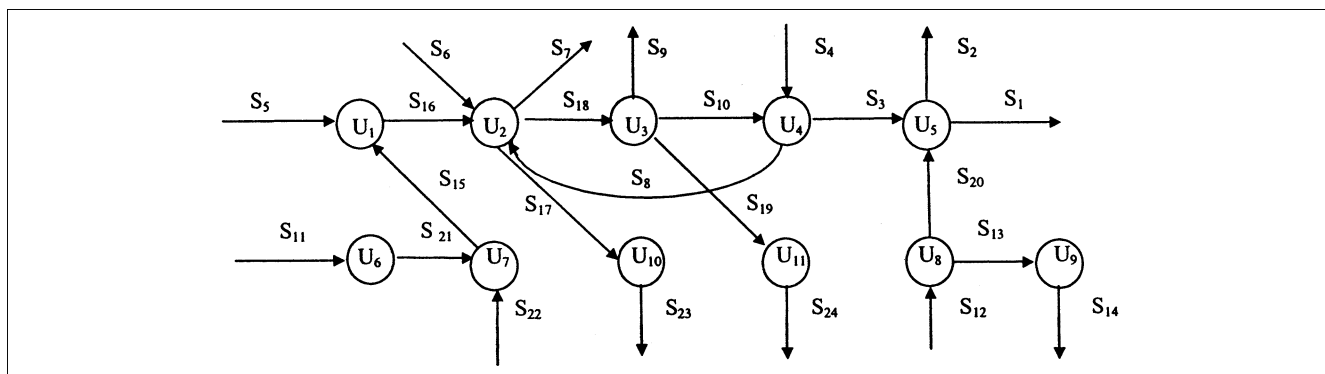 S6 S7 S9 S4 S2
S5 S16 S18 S10 S3 S1
U1 U2 U3 U4 U5
S15 S17 S8 S19 S20
S11 S21 S13
U6 U7 U10 U11 U8 U9
S22 S23 S24 S12 S14